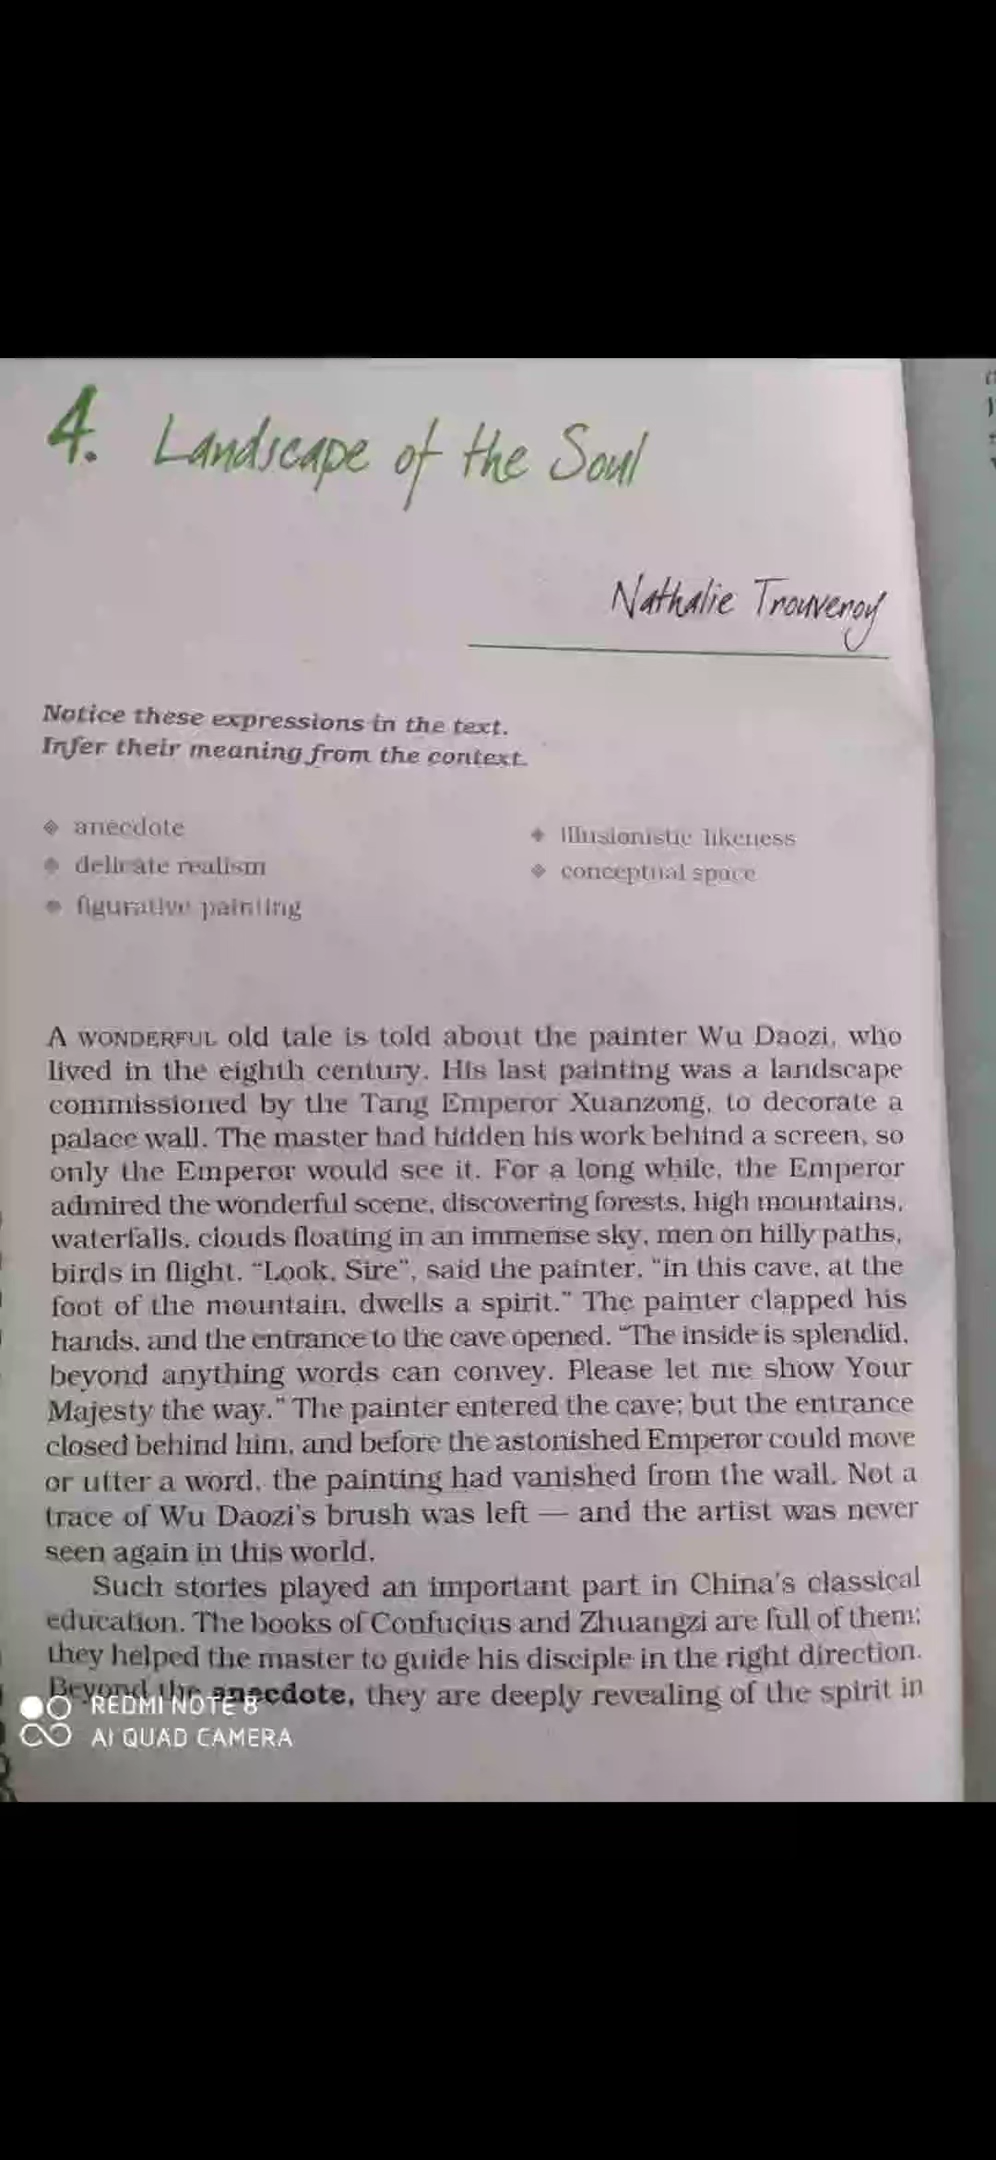 4. Landscape of the Soul
Nathalie Trouveroy
Notice these expressions in the text.
Infer their meaning from the context.
❖ anecdote
❖ delicate realism
❖ figurative painting
❖ illusionistic likeness
❖ conceptual space
A WONDERFUL old tale is told about the painter Wu Daozi, who
lived in the eighth century. His last painting was a landscape
commissioned by the Tang Emperor Xuanzong, to decorate a
palace wall. The master had hidden his work behind a screen, so
only the Emperor would see it. For a long while, the Emperor
admired the wonderful scene, discovering forests, high mountains,
waterfalls, clouds floating in an immense sky, men on hilly paths,
birds in flight. “Look, Sire”, said the painter, “in this cave, at the
foot of the mountain, dwells a spirit.” The painter clapped his
hands, and the entrance to the cave opened. “The inside is splendid,
beyond anything words can convey. Please let me show Your
Majesty the way.” The painter entered the cave; but the entrance
closed behind him, and before the astonished Emperor could move
or utter a word, the painting had vanished from the wall. Not a
trace of Wu Daozi's brush was left — and the artist was never
seen again in this world.
Such stories played an important part in China's classical
education. The books of Confucius and Zhuangzi are full of them;
they helped the master to guide his disciple in the right direction.
Beyond the anecdote, they are deeply revealing of the spirit in
REDMI NOTE 8
AI QUAD CAMERA